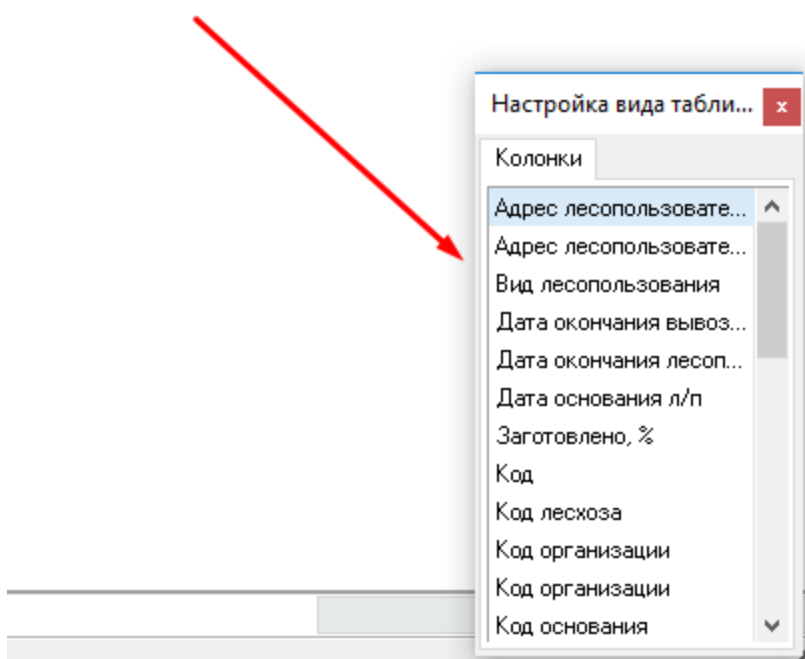 Настройка вида табли...
x
Колонки
Адрес лесопользовате...
Адрес лесопользовате...
Вид лесопользования
Дата окончания вывоз...
Дата окончания лесоп...
Дата основания л/п
Заготовлено, %
Код
Код лесхоза
Код организации
Код организации
Код основания